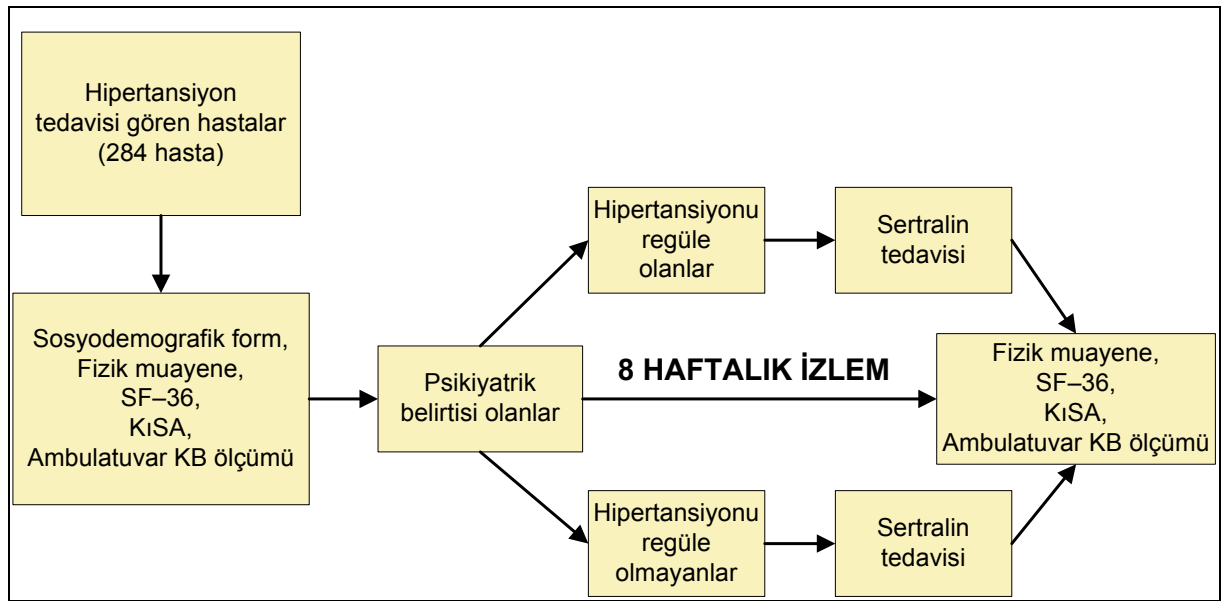 Hipertansiyon
tedavisi gören hastalar
(284 hasta)
Sosyodemografik form,
Fizik muayene,
SF–36,
KıSA,
Ambulatuvar KB ölçümü
Psikiyatrik
belirtisi olanlar
Hipertansiyonu
regüle
olanlar
Sertralin
tedavisi
8 HAFTALIK İZLEM
Hipertansiyonu
regüle
olmayanlar
Sertralin
tedavisi
Fizik muayene,
SF–36,
KıSA,
Ambulatuvar KB ölçümü